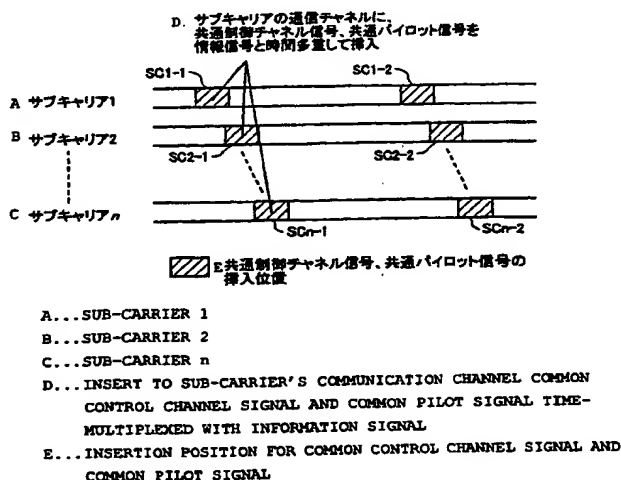 D. サブキャリアの通信チャネルに、
共通制御チャネル信号、共通パイロット信号を
情報信号と時間多重して挿入
SC1-1
SC1-2
A サブキャリア1
B サブキャリア2
SC2-1
SC2-2
C サブキャリアn
SCn-1
SCn-2
E 共通制御チャネル信号、共通パイロット信号の
挿入位置
A...SUB-CARRIER 1
B...SUB-CARRIER 2
C...SUB-CARRIER n
D...INSERT TO SUB-CARRIER'S COMMUNICATION CHANNEL COMMON
CONTROL CHANNEL SIGNAL AND COMMON PILOT SIGNAL TIME-
MULTIPLEXED WITH INFORMATION SIGNAL
E...INSERTION POSITION FOR COMMON CONTROL CHANNEL SIGNAL AND
COMMON PILOT SIGNAL